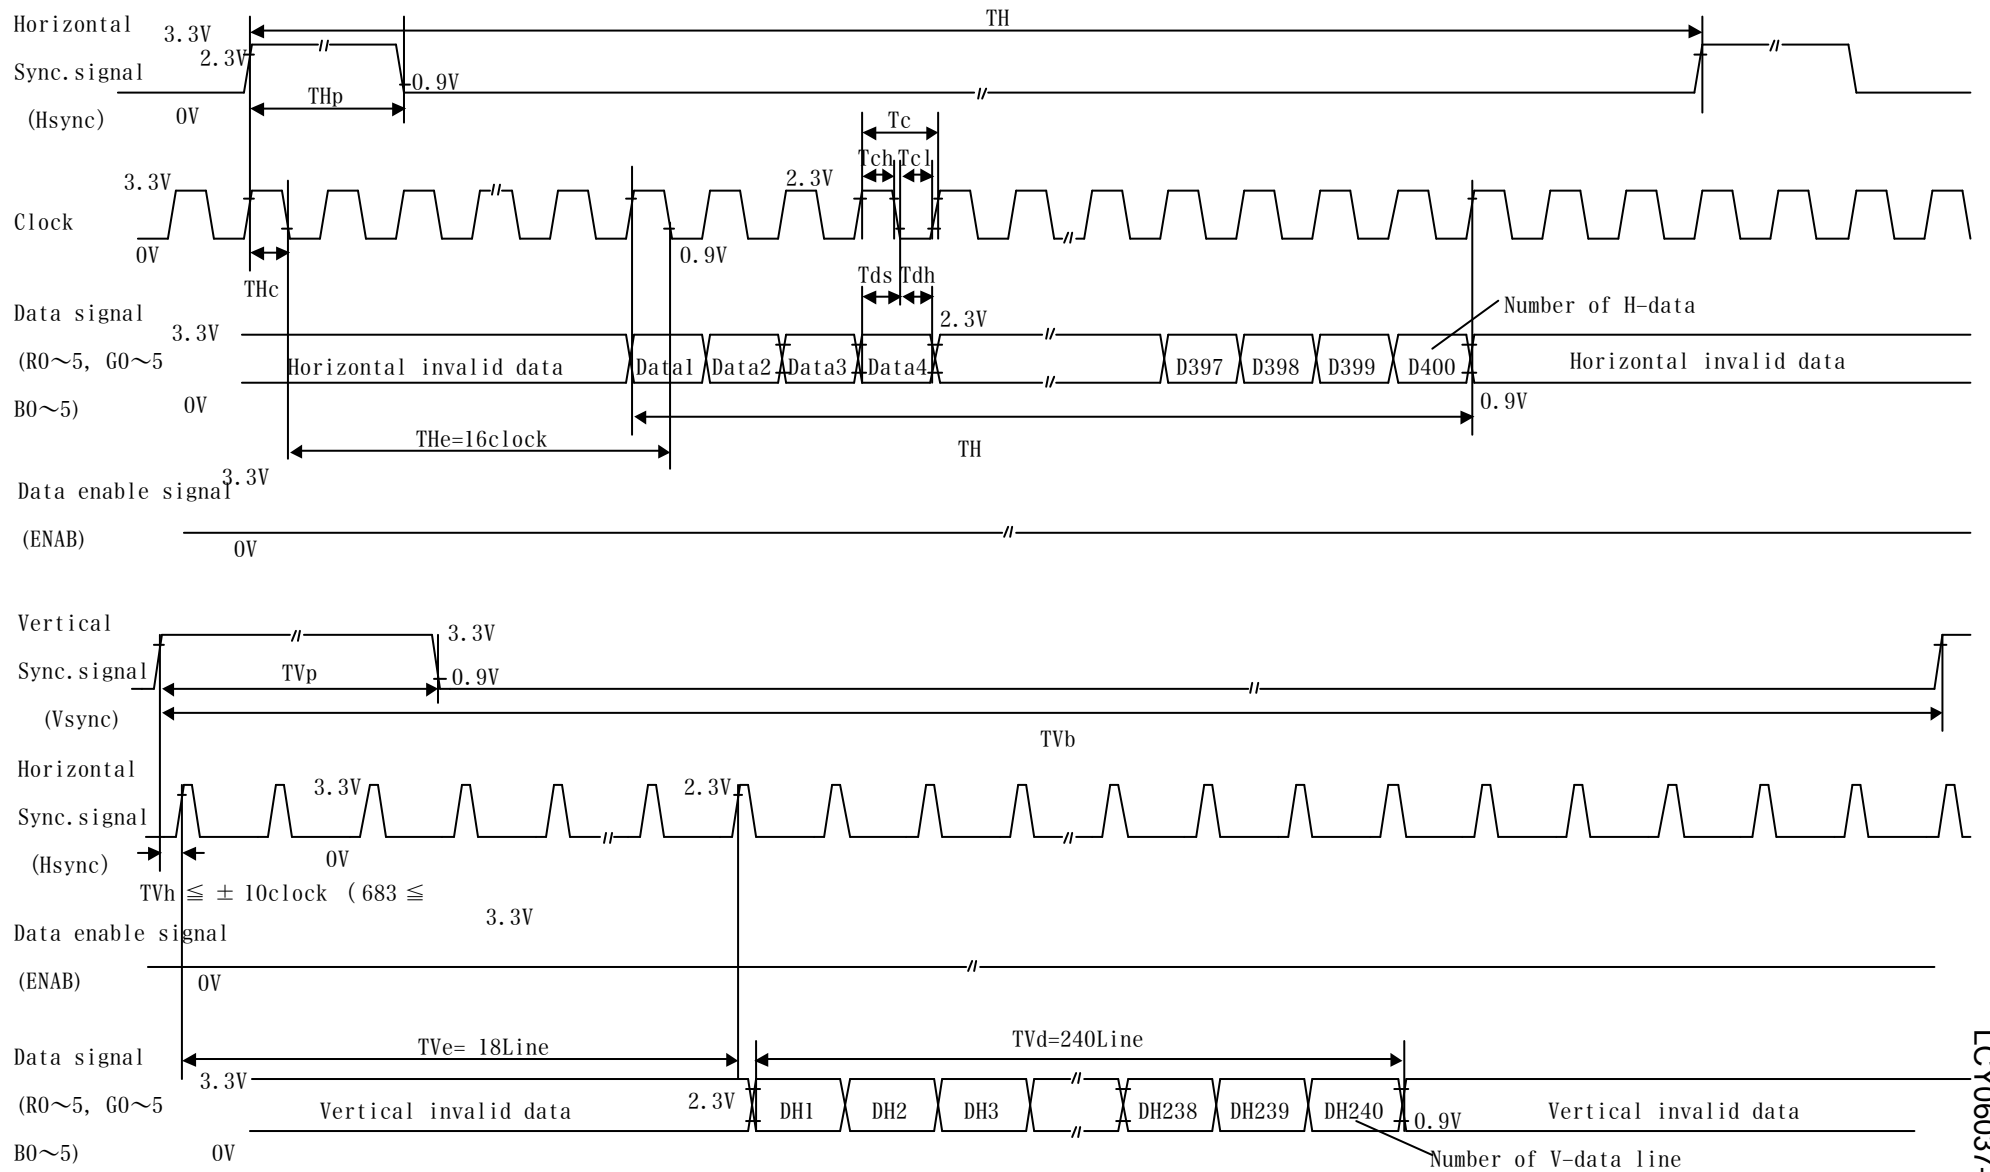 Horizontal
3.3V
TH
2.3V
Sync.signal
0.9V
THp
(Hsync)
0V
Tc
Tch
Tcl
3.3V
2.3V
Clock
0V
0.9V
THc
Tds
Tdh
Number of H-data
Data signal
3.3V
2.3V
(R0～5, G0～5
Horizontal invalid data
Data1
Data2
Data3
Data4
D397
D398
D399
D400
Horizontal invalid data
B0～5)
0V
0.9V
THe=16clock
TH
3.3V
Data enable signal
(ENAB)
0V
Vertical
3.3V
Sync.signal
TVp
0.9V
(Vsync)
TVb
Horizontal
3.3V
2.3V
Sync.signal
(Hsync)
0V
TVh ≦ ± 10clock （683 ≦
3.3V
Data enable signal
(ENAB)
0V
TVe= 18Line
TVd=240Line
Data signal
3.3V
(R0～5, G0～5
Vertical invalid data
2.3V
DH1
DH2
DH3
DH238
DH239
DH240
0.9V
Vertical invalid data
B0～5)
0V
Number of V-data line
LCY06037-